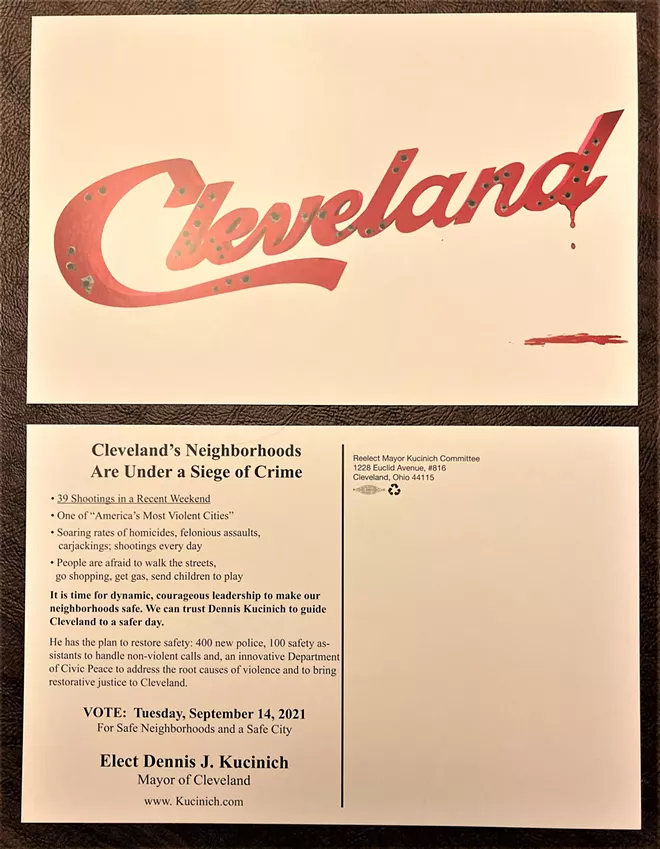 Cleveland
Cleveland's Neighborhoods
Are Under a Siege of Crime
• 39 Shootings in a Recent Weekend
• One of "America's Most Violent Cities"
• Soaring rates of homicides, felonious assaults,
carjackings; shootings every day
• People are afraid to walk the streets,
go shopping, get gas, send children to play
It is time for dynamic, courageous leadership to make our
neighborhoods safe. We can trust Dennis Kucinich to guide
Cleveland to a safer day.
He has the plan to restore safety: 400 new police, 100 safety as-
sistants to handle non-violent calls and, an innovative Department
of Civic Peace to address the root causes of violence and to bring
restorative justice to Cleveland.
VOTE: Tuesday, September 14, 2021
For Safe Neighborhoods and a Safe City
Elect Dennis J. Kucinich
Mayor of Cleveland
www. Kucinich.com
Reelect Mayor Kucinich Committee
1228 Euclid Avenue, #816
Cleveland, Ohio 44115